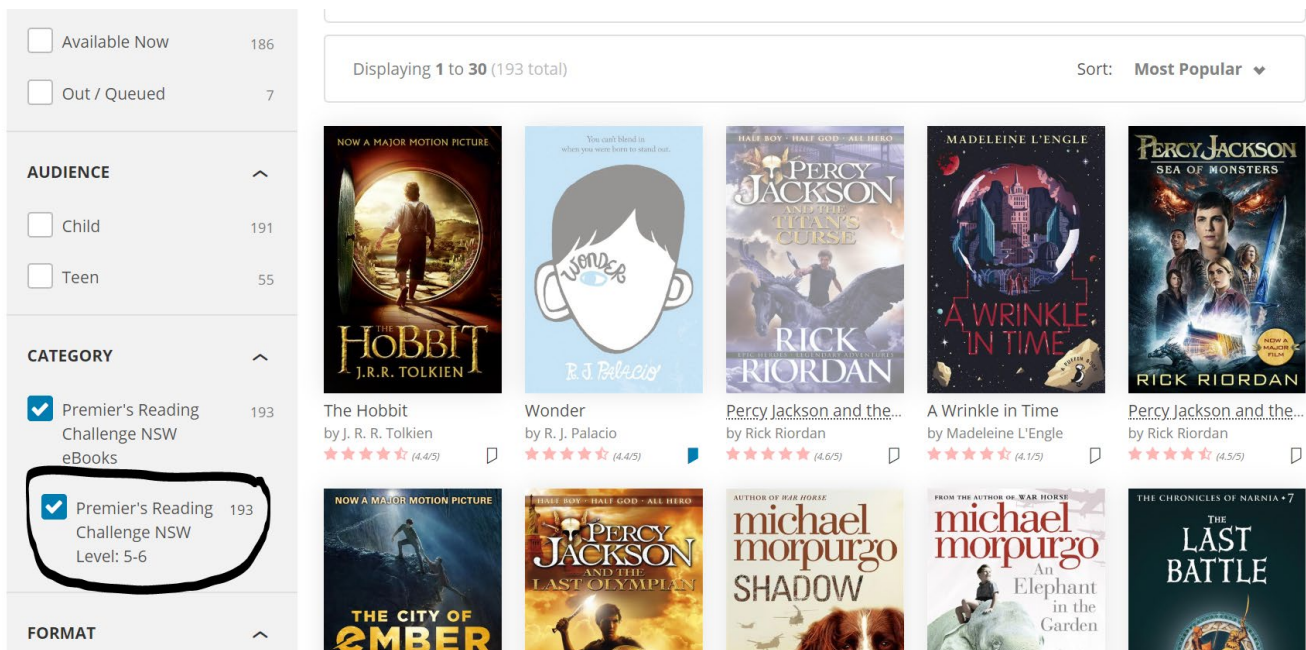 Available Now 186
Out / Queued 7
AUDIENCE
Child 191
Teen 55
CATEGORY
Premier's Reading 193
Challenge NSW
eBooks
Premier's Reading 193
Challenge NSW
Level: 5-6
FORMAT
Displaying 1 to 30 (193 total)
Sort: Most Popular
NOW A MAJOR MOTION PICTURE
THE
HOBBIT
J.R.R. TOLKIEN
The Hobbit
by J. R. R. Tolkien
(4.4/5)
You can't blend in
when you were born to stand out.
WONDER
R. J. Palacio
Wonder
by R. J. Palacio
(4.4/5)
HALF BOY · HALF GOD · ALL HERO
PERCY
JACKSON
AND THE
TITAN'S
CURSE
RICK
EPIC HEROES · LEGENDARY ADVENTURES
RIORDAN
Percy Jackson and the...
by Rick Riordan
(4.6/5)
MADELEINE L'ENGLE
A WRINKLE
IN TIME
A PUFFIN BOOK
A Wrinkle in Time
by Madeleine L'Engle
(4.1/5)
PERCY JACKSON
SEA OF MONSTERS
NOW A
MAJOR
FILM
RICK RIORDAN
Percy Jackson and the...
by Rick Riordan
(4.5/5)
NOW A MAJOR MOTION PICTURE
THE CITY OF
EMBER
HALF BOY · HALF GOD · ALL HERO
PERCY
JACKSON
AND THE
LAST OLYMPIAN
AUTHOR OF WAR HORSE
michael
morpurgo
SHADOW
FROM THE AUTHOR OF WAR HORSE
michael
morpurgo
An
Elephant
in the
Garden
THE CHRONICLES OF NARNIA • 7
THE
LAST
BATTLE